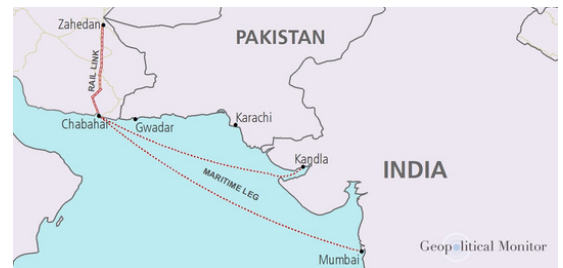 Zahedan
PAKISTAN
RAIL LINK
Chabahar
Gwadar
Karachi
Kandla
INDIA
MARITIME LEG
Geopolitical Monitor
Mumbai